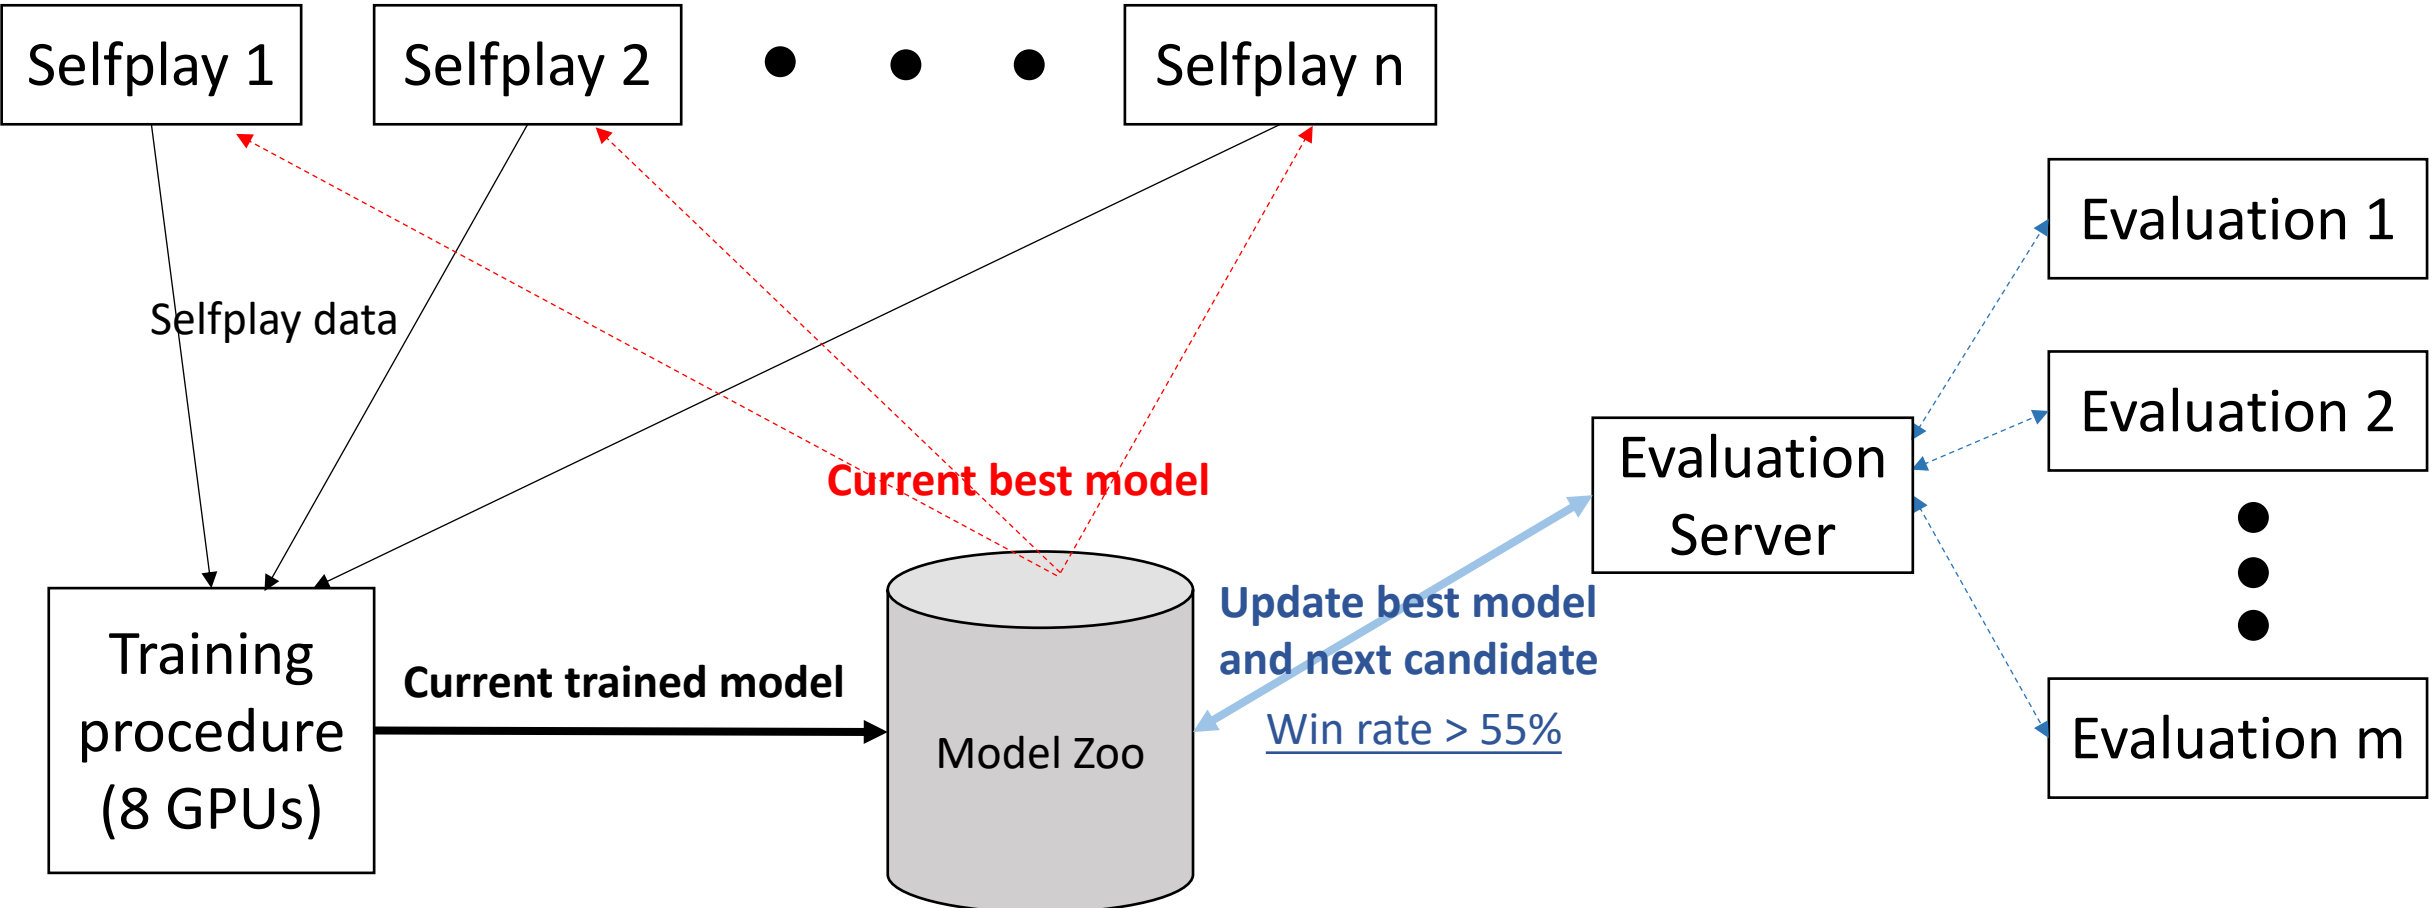 Selfplay 1
Selfplay 2
Selfplay n
Selfplay data
Current best model
Evaluation 1
Evaluation 2
Evaluation m
Evaluation
Server
Training
procedure
(8 GPUs)
Current trained model
Model Zoo
Update best model
and next candidate
Win rate > 55%